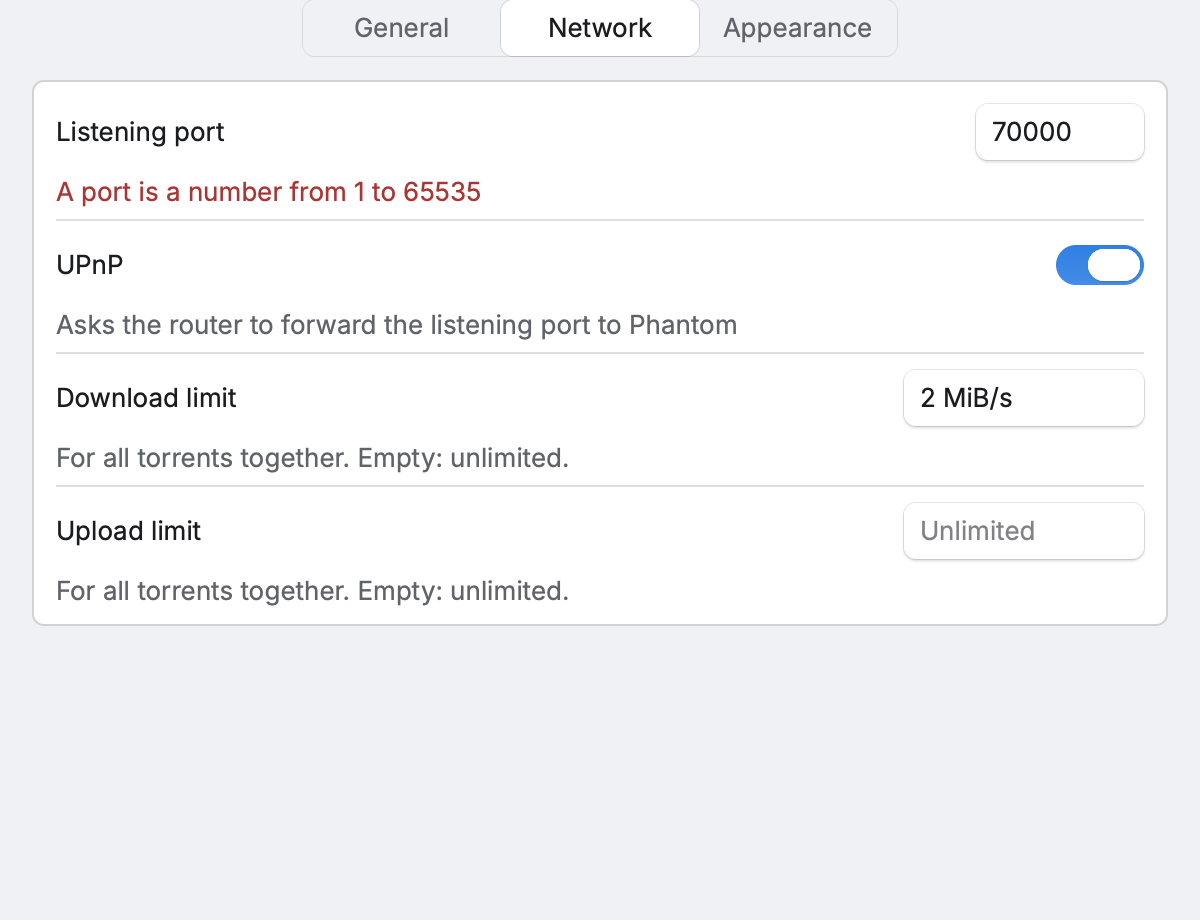 General
Network
Appearance
Listening port
70000
A port is a number from 1 to 65535
UPnP
Asks the router to forward the listening port to Phantom
Download limit
2 MiB/s
For all torrents together. Empty: unlimited.
Upload limit
Unlimited
For all torrents together. Empty: unlimited.